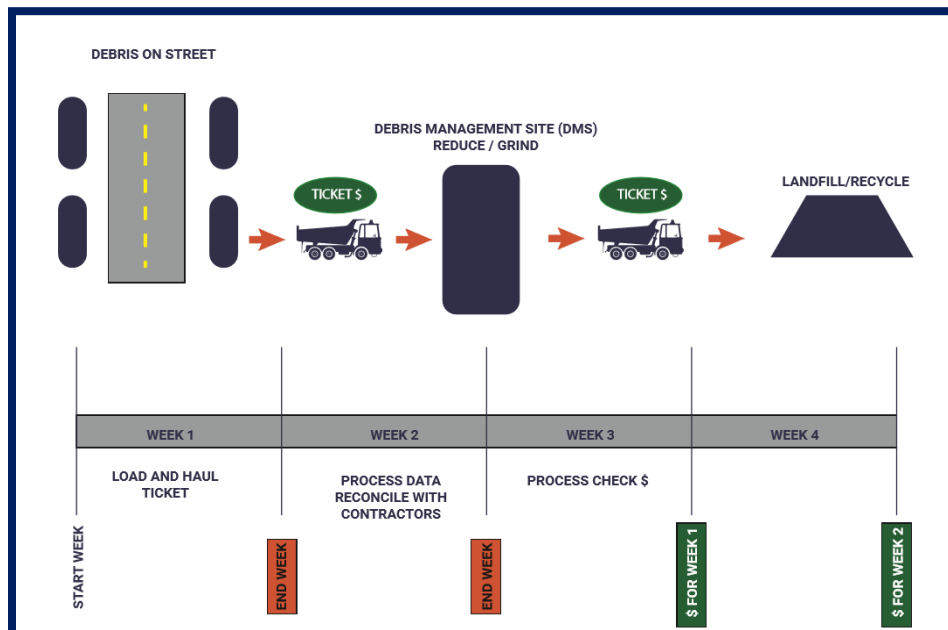 DEBRIS ON STREET
DEBRIS MANAGEMENT SITE (DMS)
REDUCE / GRIND
TICKET $
TICKET $
LANDFILL/RECYCLE
WEEK 1
WEEK 2
WEEK 3
WEEK 4
LOAD AND HAUL
TICKET
PROCESS DATA
RECONCILE WITH
CONTRACTORS
PROCESS CHECK $
START WEEK
END WEEK
END WEEK
$ FOR WEEK 1
$ FOR WEEK 2